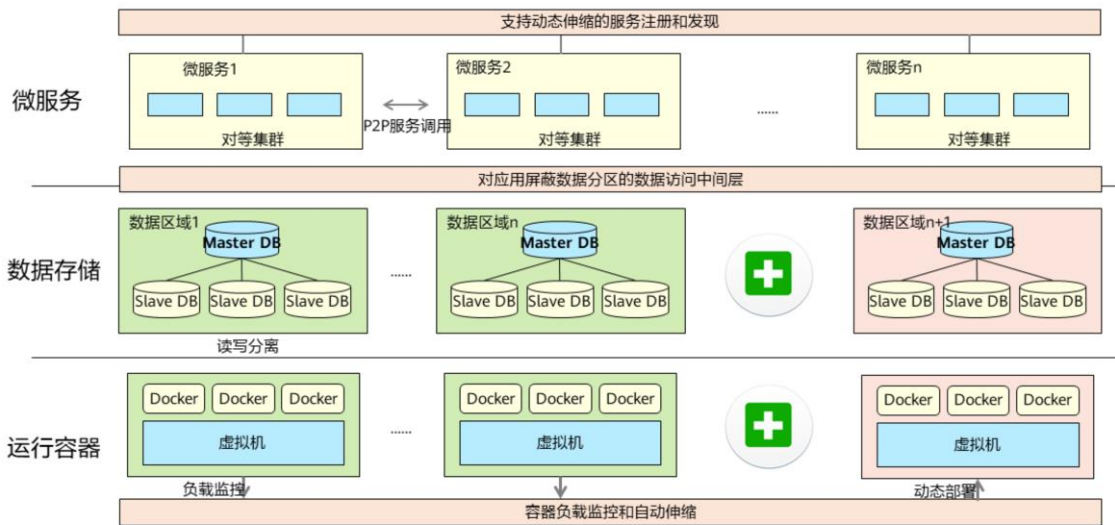 支持动态伸缩的服务注册和发现
微服务
微服务1
对等集群
P2P服务调用
微服务2
对等集群
......
微服务n
对等集群
对应用屏蔽数据分区的数据访问中间层
数据存储
数据区域1
Master DB
Slave DB Slave DB Slave DB
读写分离
......
数据区域n
Master DB
Slave DB Slave DB Slave DB
数据区域n+1
Master DB
Slave DB Slave DB Slave DB
运行容器
Docker Docker Docker
虚拟机
负载监控
......
Docker Docker Docker
虚拟机
Docker Docker Docker
虚拟机
动态部署
容器负载监控和自动伸缩